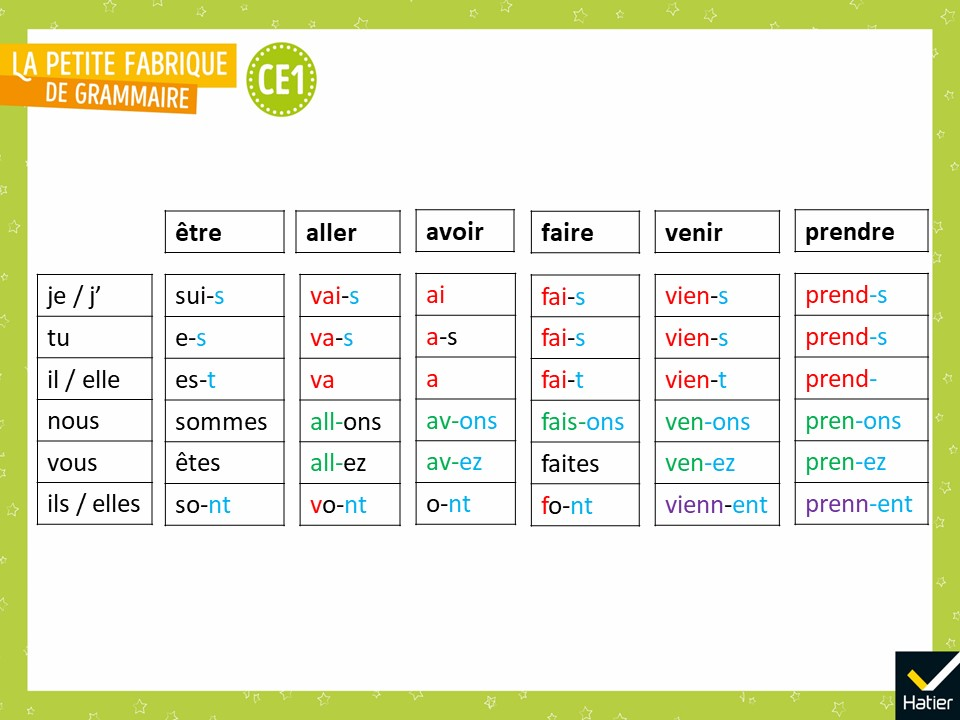 LA PETITE FABRIQUE
DE GRAMMAIRE
CE1
être aller avoir faire venir prendre
je / j’ sui-s vai-s ai fai-s vien-s prend-s
tu e-s va-s a-s fai-s vien-s prend-s
il / elle es-t va a fai-t vien-t prend-
nous sommes all-ons av-ons fais-ons ven-ons pren-ons
vous êtes all-ez av-ez faites ven-ez pren-ez
ils / elles so-nt vo-nt o-nt fo-nt vienn-ent prenn-ent
Hatier